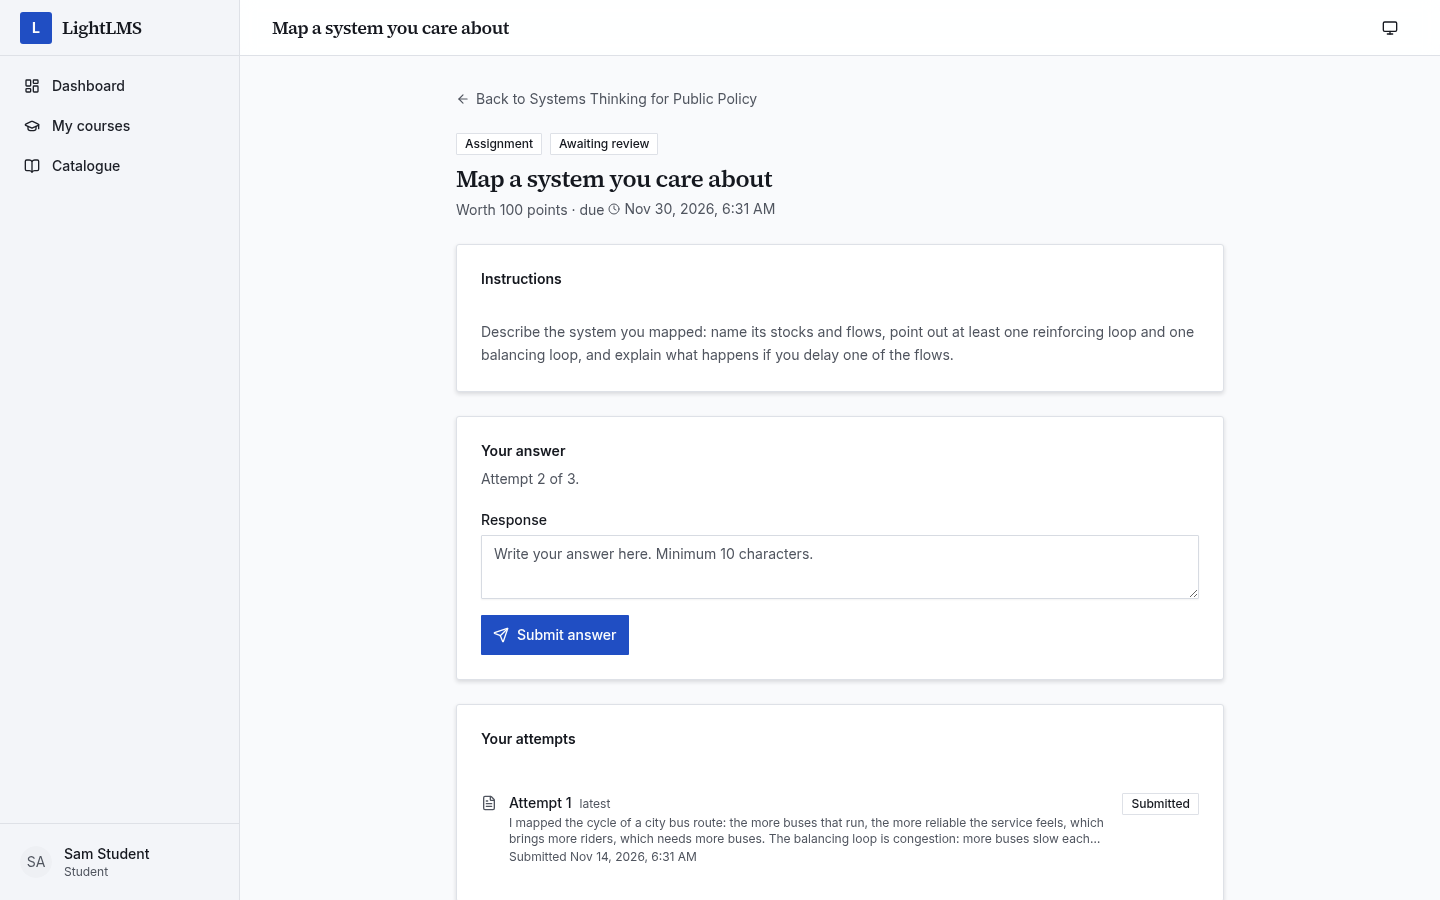 L LightLMS
Map a system you care about
Dashboard
My courses
Catalogue
Back to Systems Thinking for Public Policy
Assignment Awaiting review
Map a system you care about
Worth 100 points · due Nov 30, 2026, 6:31 AM
Instructions
Describe the system you mapped: name its stocks and flows, point out at least one reinforcing loop and one
balancing loop, and explain what happens if you delay one of the flows.
Your answer
Attempt 2 of 3.
Response
Write your answer here. Minimum 10 characters.
Submit answer
Your attempts
Attempt 1 latest Submitted
I mapped the cycle of a city bus route: the more buses that run, the more reliable the service feels, which
brings more riders, which needs more buses. The balancing loop is congestion: more buses slow each...
Submitted Nov 14, 2026, 6:31 AM
SA Sam Student
Student